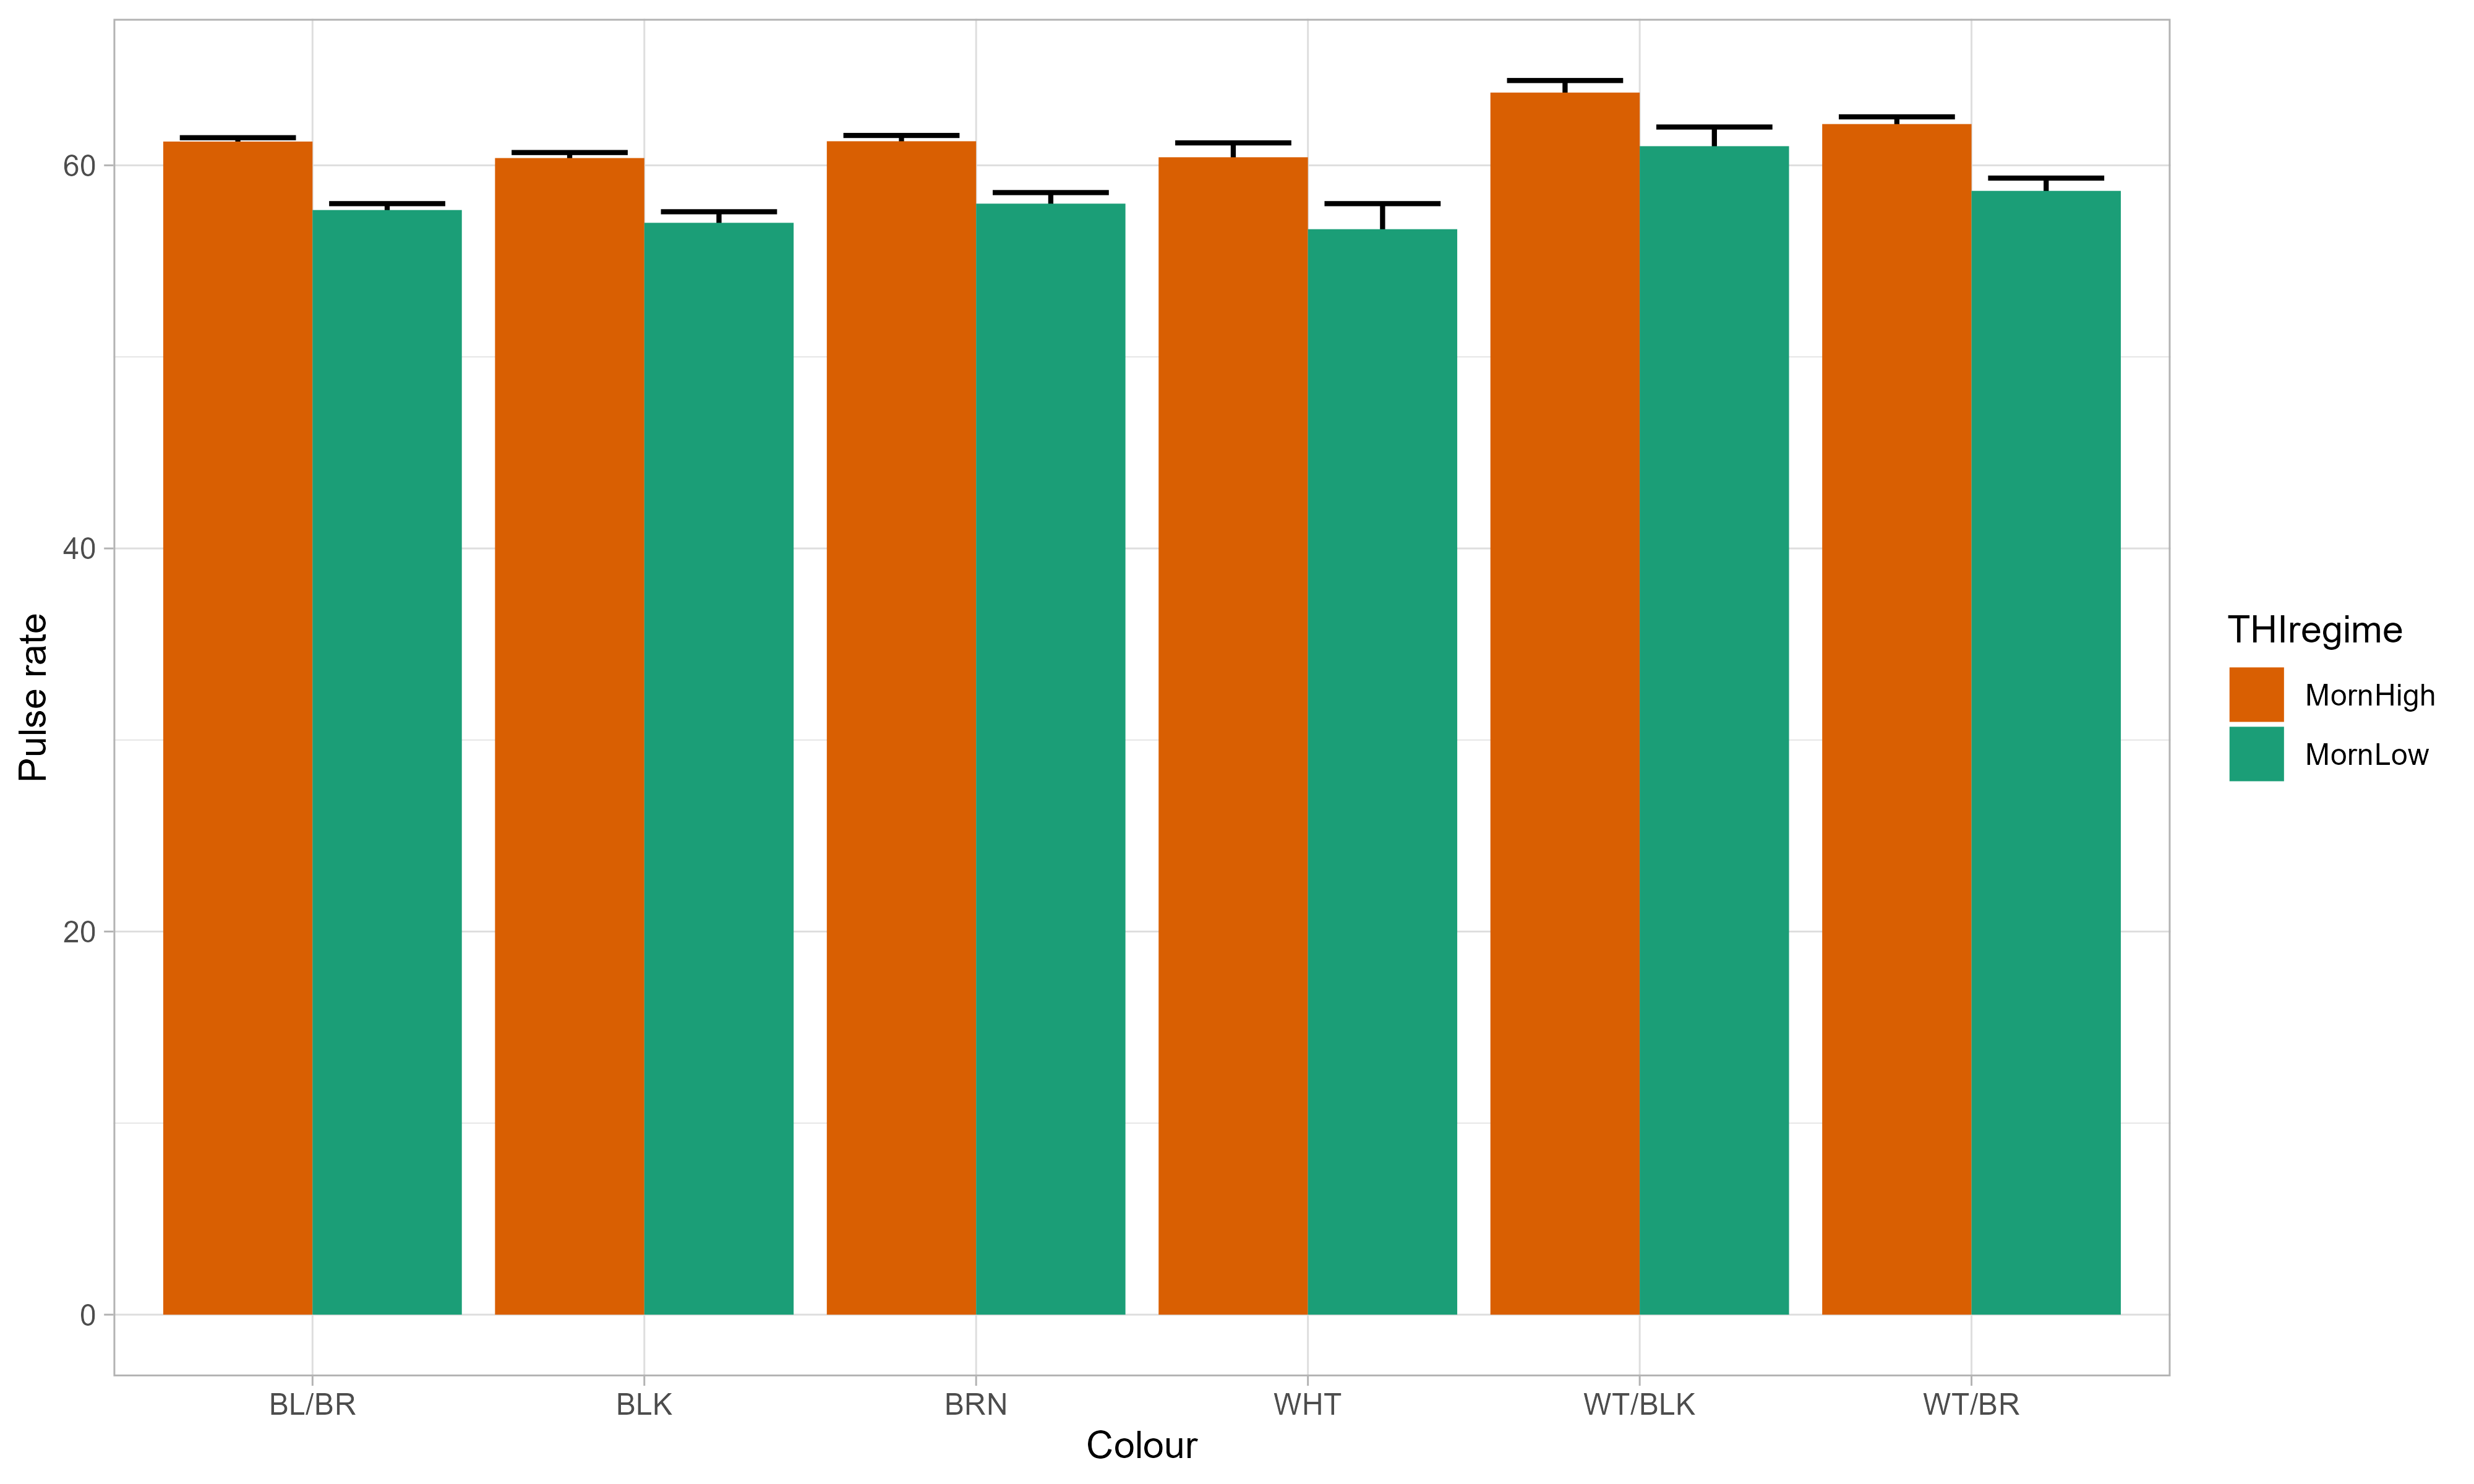 60
40
20
0
Pulse rate
BL/BR BLK BRN WHT WT/BLK WT/BR
Colour
THIregime
MornHigh
MornLow